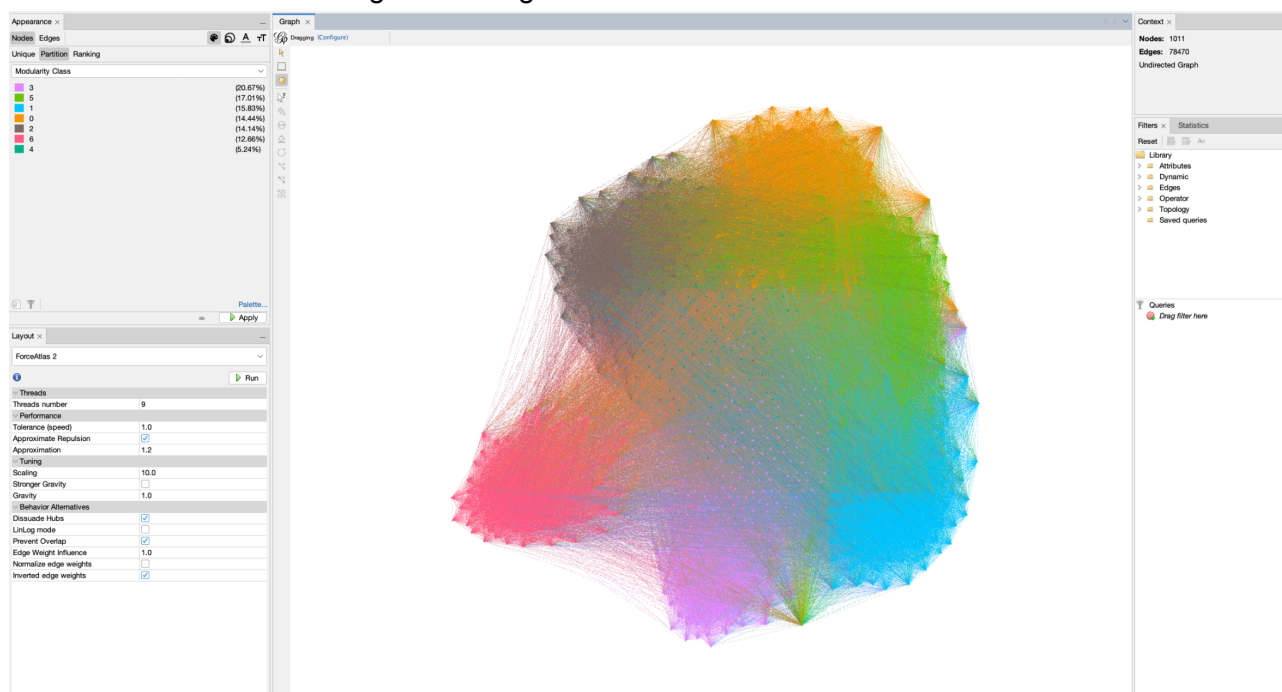 Appearance
Nodes Edges
Unique Partition Ranking
Modularity Class
3 (20.67%)
5 (17.01%)
1 (15.83%)
0 (14.44%)
2 (14.14%)
6 (12.66%)
4 (5.24%)
Palette...
Apply
Layout
ForceAtlas 2
Run
Threads
Threads number 9
Performance
Tolerance (speed) 1.0
Approximate Repulsion
Approximation 1.2
Tuning
Scaling 10.0
Stronger Gravity
Gravity 1.0
Behavior Alternatives
Dissuade Hubs
LinLog mode
Prevent Overlap
Edge Weight Influence 1.0
Normalize edge weights
Inverted edge weights
Graph
Dragging (Configure)
Context
Nodes: 1011
Edges: 78470
Undirected Graph
Filters Statistics
Reset
Library
Attributes
Dynamic
Edges
Operator
Topology
Saved queries
Queries
Drag filter here